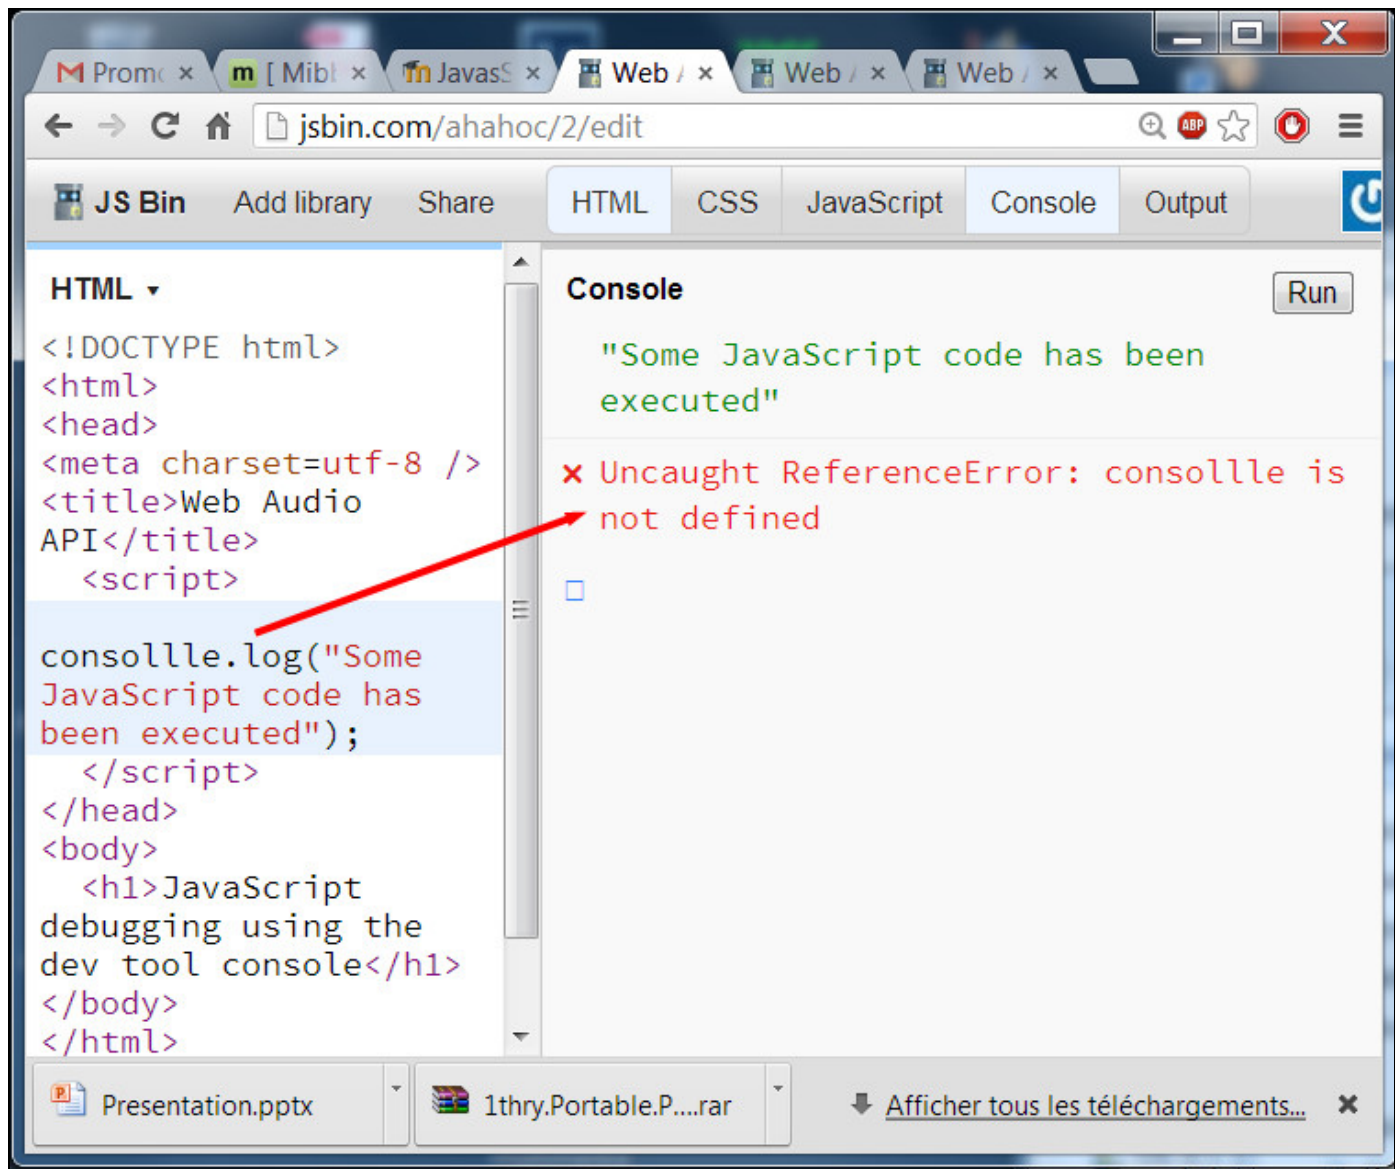 Prom
m [ Mib
JavasS
Web
Web
Web
jsbin.com/ahahoc/2/edit
ABP
JS Bin Add library Share HTML CSS JavaScript Console Output
HTML
Console
Run
<!DOCTYPE html>
<html>
<head>
<meta charset=utf-8 />
<title>Web Audio
API</title>
<script>
consollle.log("Some
JavaScript code has
been executed");
</script>
</head>
<body>
<h1>JavaScript
debugging using the
dev tool console</h1>
</body>
</html>
"Some JavaScript code has been
executed"
Uncaught ReferenceError: consollle is
not defined
Presentation.pptx
1thry.Portable.P....rar
Afficher tous les téléchargements...